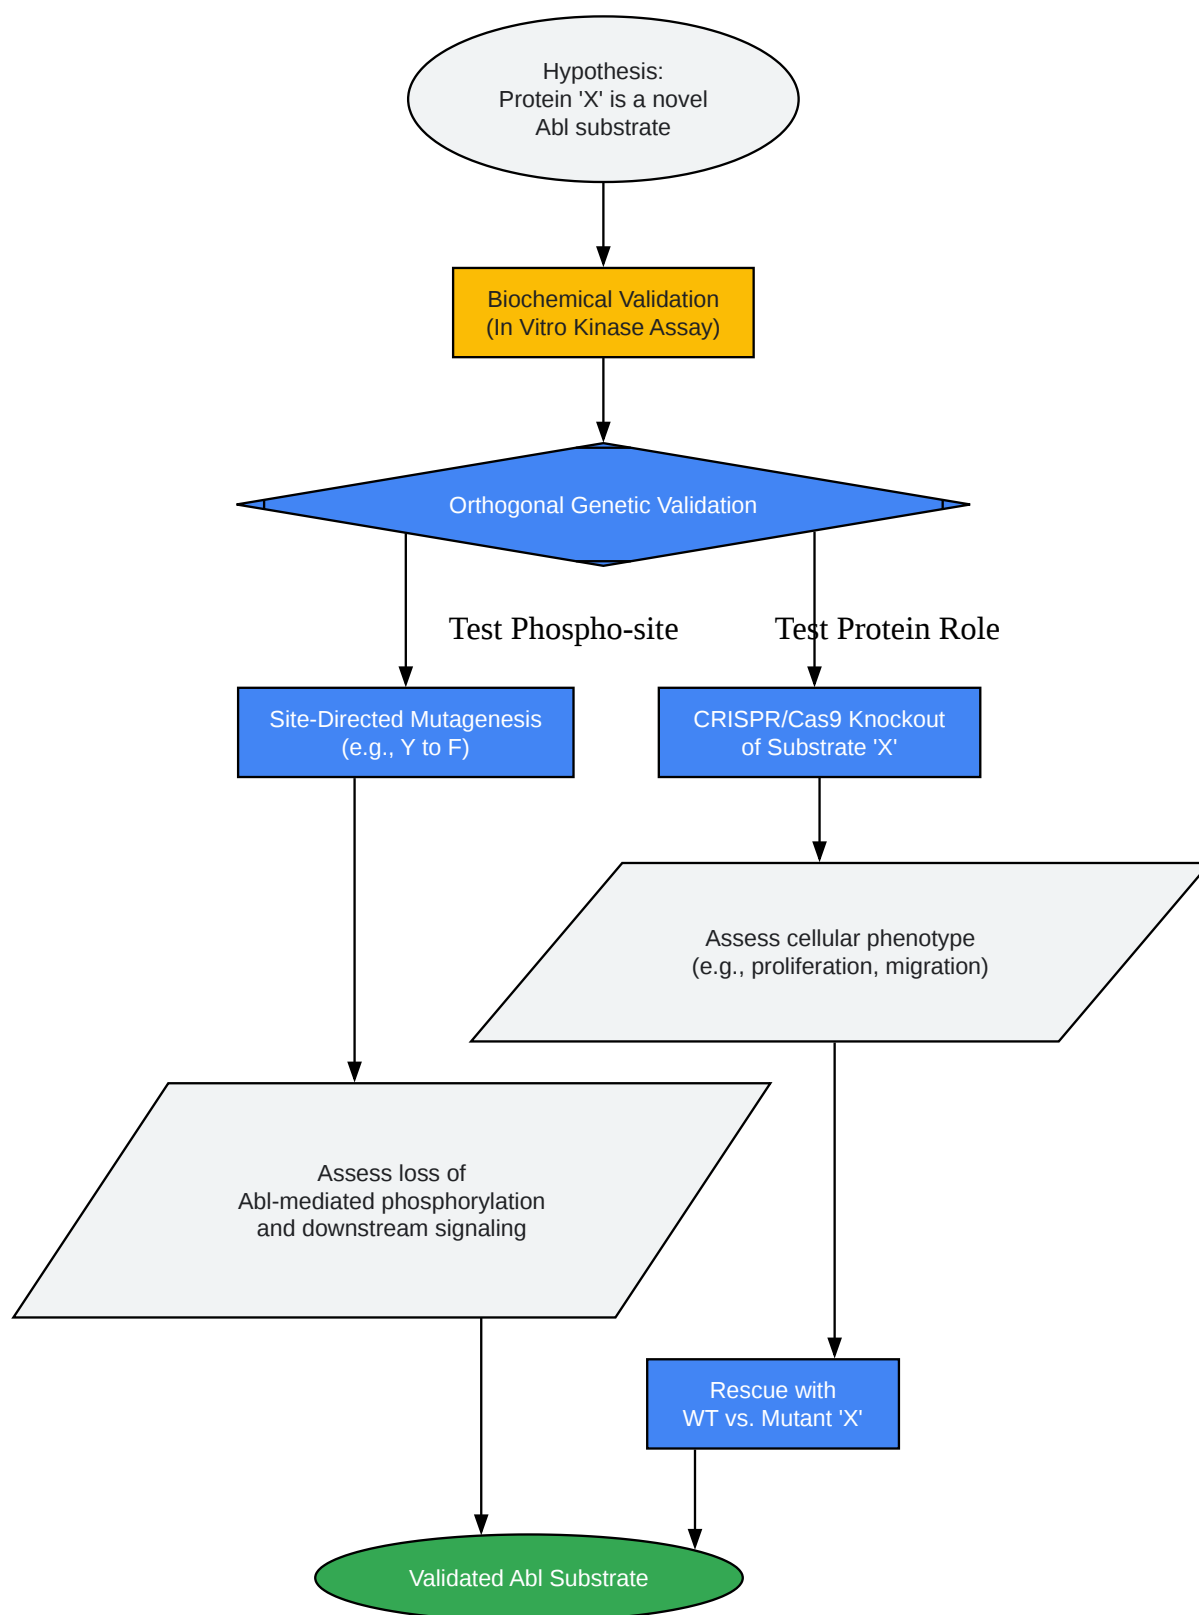 Hypothesis:
Protein 'X' is a novel
Abl substrate
Biochemical Validation
(In Vitro Kinase Assay)
Orthogonal Genetic Validation
Test Phospho-site
Test Protein Role
Site-Directed Mutagenesis
(e.g., Y to F)
CRISPR/Cas9 Knockout
of Substrate 'X'
Assess cellular phenotype
(e.g., proliferation, migration)
Assess loss of
Abl-mediated phosphorylation
and downstream signaling
Rescue with
WT vs. Mutant 'X'
Validated Abl Substrate